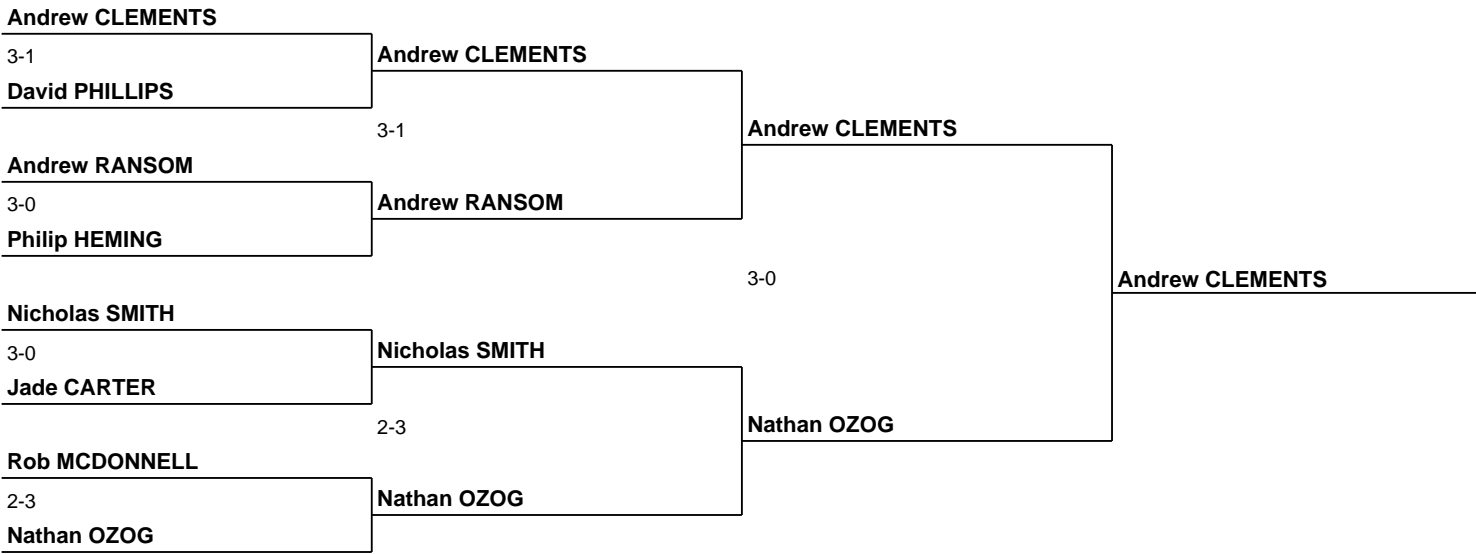 Andrew CLEMENTS
3-1
Andrew CLEMENTS
David PHILLIPS
3-1
Andrew CLEMENTS
Andrew RANSOM
3-0
Andrew RANSOM
Philip HEMING
3-0
Andrew CLEMENTS
Nicholas SMITH
3-0
Nicholas SMITH
Jade CARTER
2-3
Nathan OZOG
Rob MCDONNELL
2-3
Nathan OZOG
Nathan OZOG